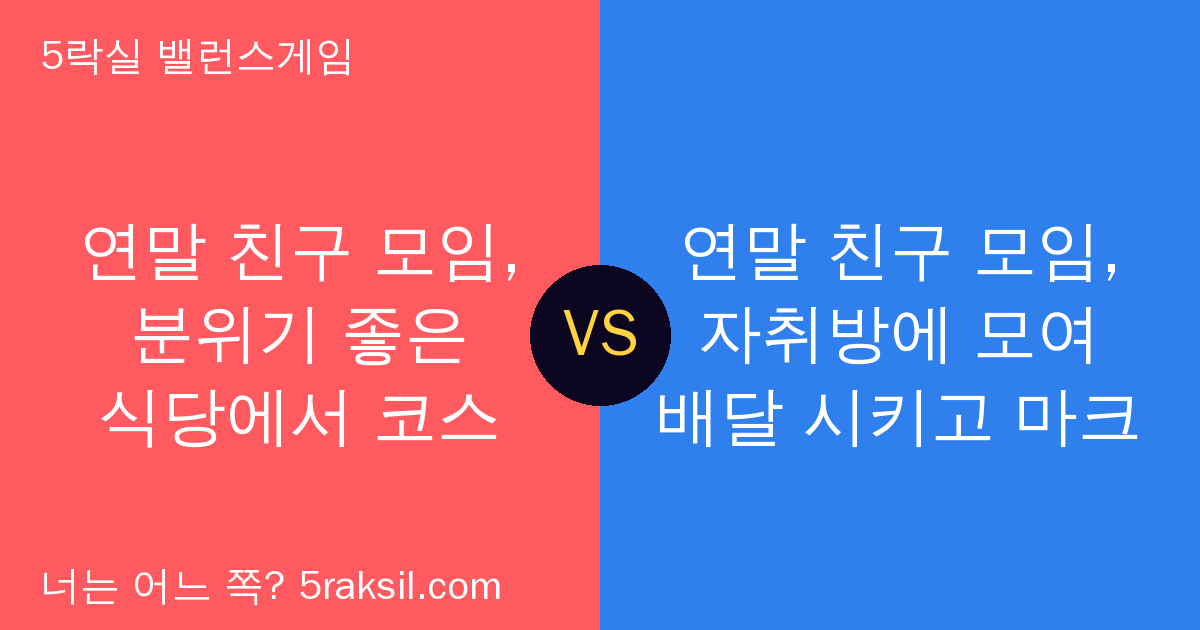 5락실 밸런스게임
연말 친구 모임,
분위기 좋은
식당에서 코스
VS
연말 친구 모임,
자취방에 모여
배달 시키고 마크
너는 어느 쪽? 5raksil.com